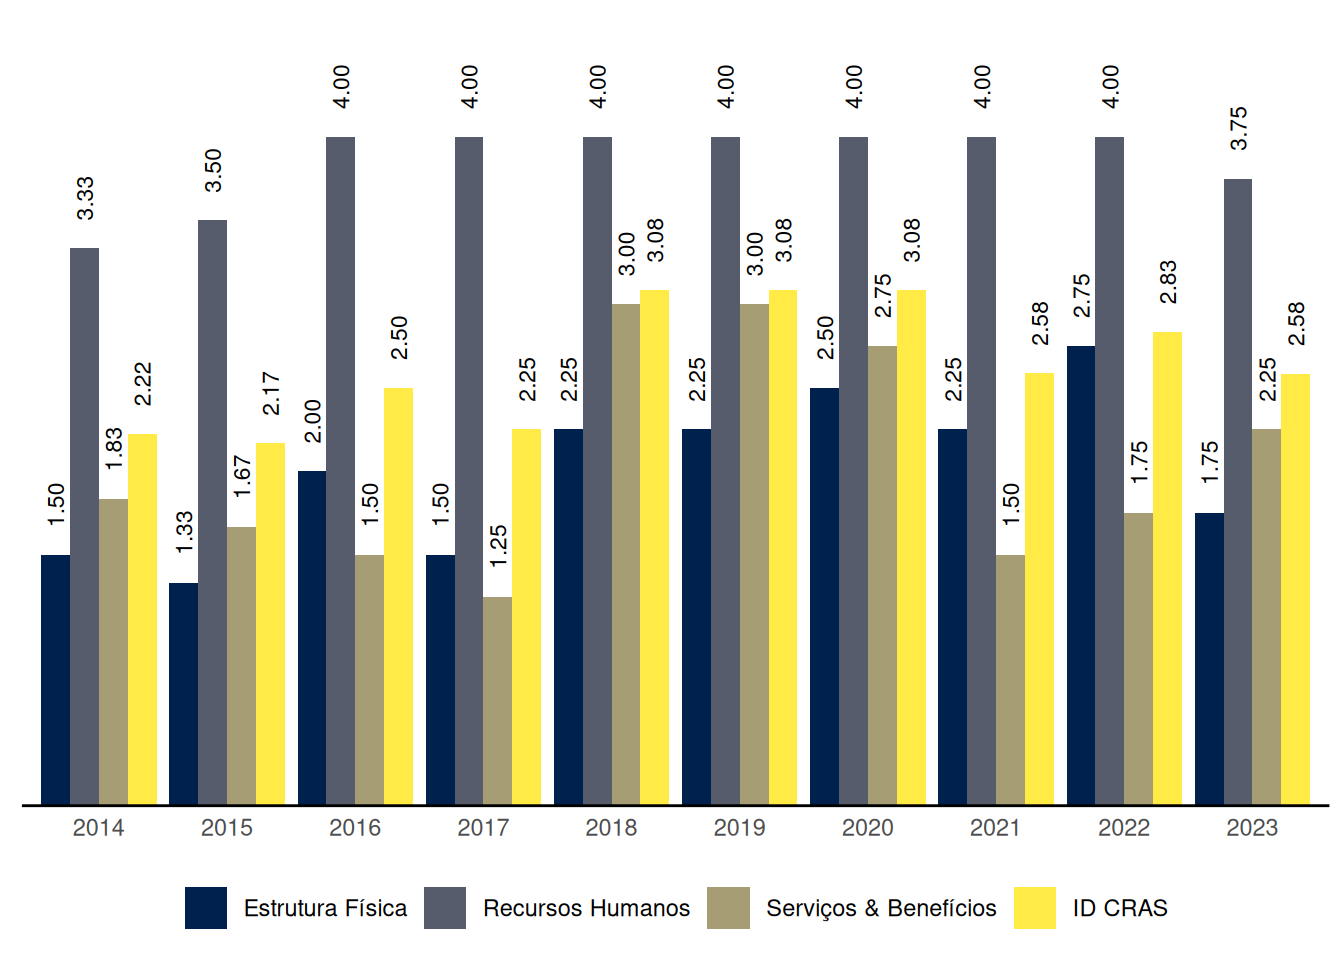 4.00 4.00 4.00 4.00 4.00 4.00 4.00
3.75
3.50
3.33
3.00 3.08 3.00 3.08 3.08
2.75 2.75 2.83
2.50 2.50 2.58 2.58
2.22 2.17 2.25 2.25 2.25 2.25 2.25
2.00
1.83 1.67 1.75 1.75
1.50 1.50 1.50 1.50
1.33 1.25
2014 2015 2016 2017 2018 2019 2020 2021 2022 2023
Estrutura Física Recursos Humanos Serviços & Benefícios ID CRAS